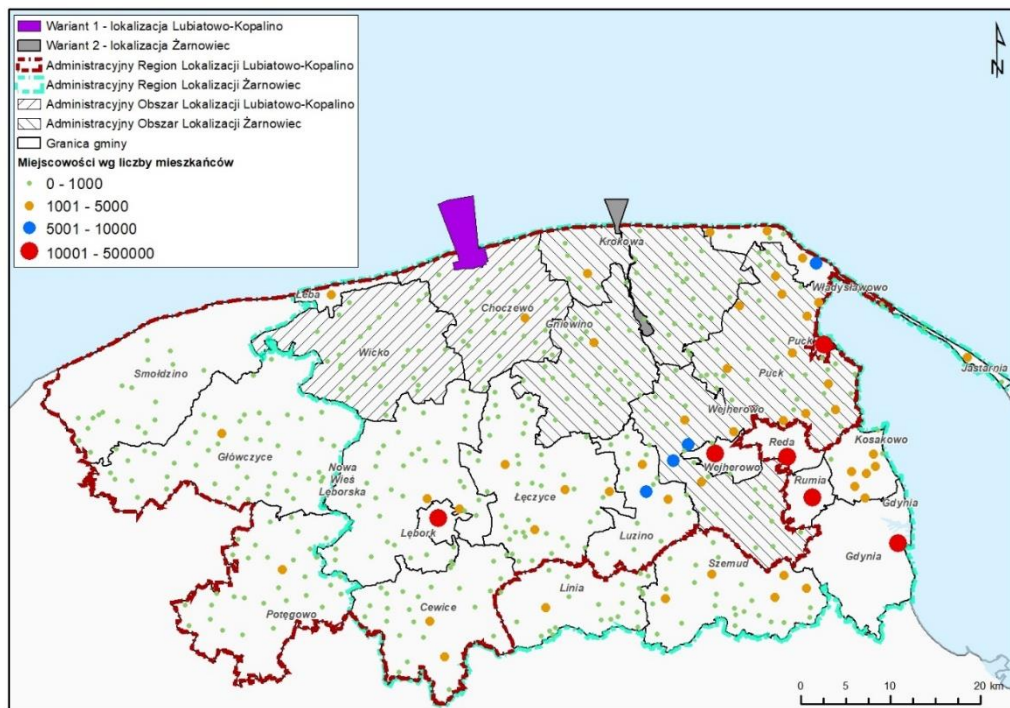 Wariant 1 - lokalizacja Lubiatowo-Kopalino
Wariant 2 - lokalizacja Żarnowiec
Administracyjny Region Lokalizacji Lubiatowo-Kopalino
Administracyjny Region Lokalizacji Żarnowiec
Administracyjny Obszar Lokalizacji Lubiatowo-Kopalino
Administracyjny Obszar Lokalizacji Żarnowiec
Granica gminy
Miejscowości wg liczby mieszkańców
0 - 1000
1001 - 5000
5001 - 10000
10001 - 500000
N
Krokowa
Władysławowo
Łeba
Choczewo
Gniewino
Puck
Wicko
Jastarnia
Smołdzino
Puck
Wejherowo
Reda
Kosakowo
Główczyce
Wejherowo
Nowa
Wieś
Lęborska
Łęczyce
Rumia
Gdynia
Lębork
Luzino
Gdynia
Szemud
Linia
Cewice
Potęgowo
0 5 10 20 km